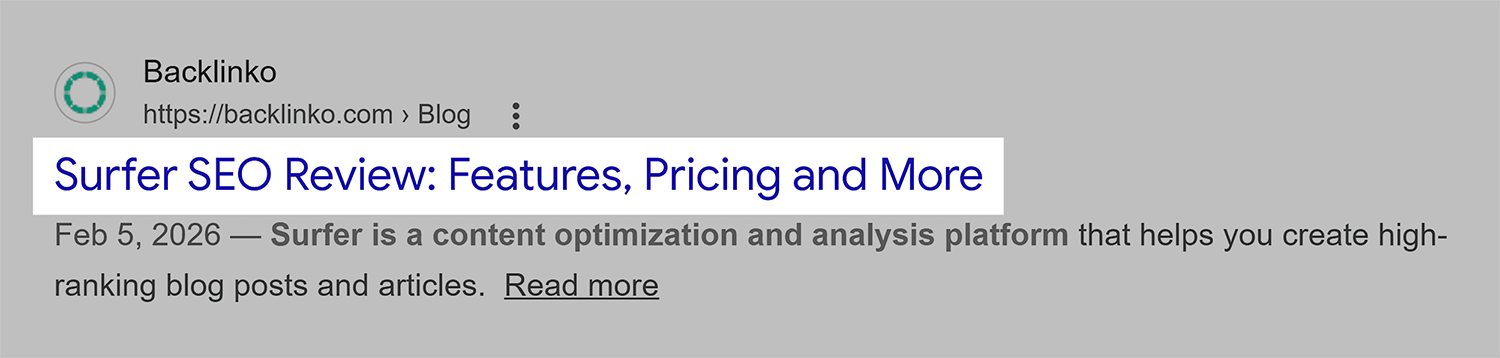 Backlinko
https://backlinko.com › Blog
Surfer SEO Review: Features, Pricing and More
Feb 5, 2026 — Surfer is a content optimization and analysis platform that helps you create high-
ranking blog posts and articles. Read more